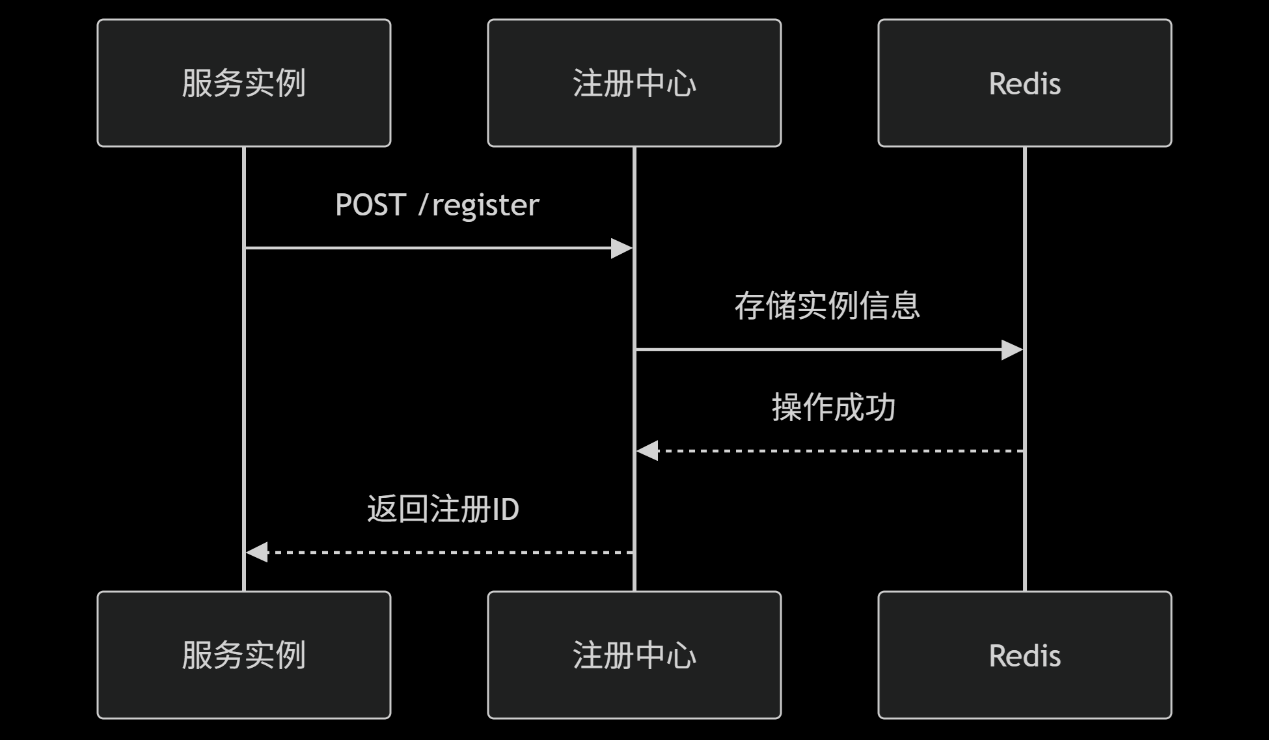 服务实例
注册中心
Redis
POST /register
存储实例信息
操作成功
返回注册ID
服务实例
注册中心
Redis